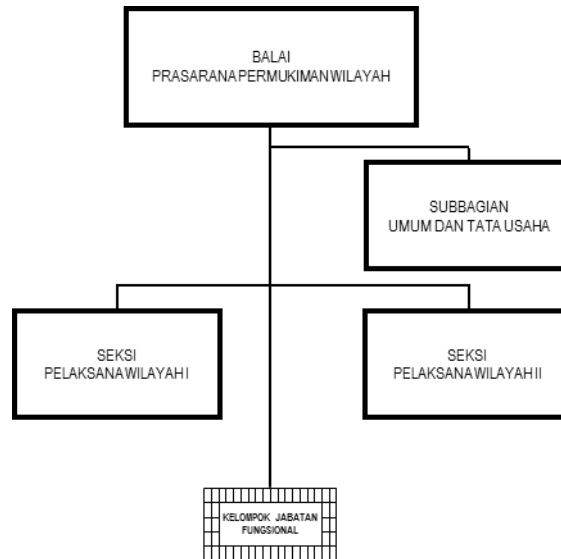 BALAI
PRASARANA PERMUKIMAN WILAYAH
SUBBAGIAN
UMUM DAN TATA USAHA
SEKSI
PELAKSANA WILAYAH I
SEKSI
PELAKSANA WILAYAH II
KELOMPOK JABATAN
FUNGSIONAL